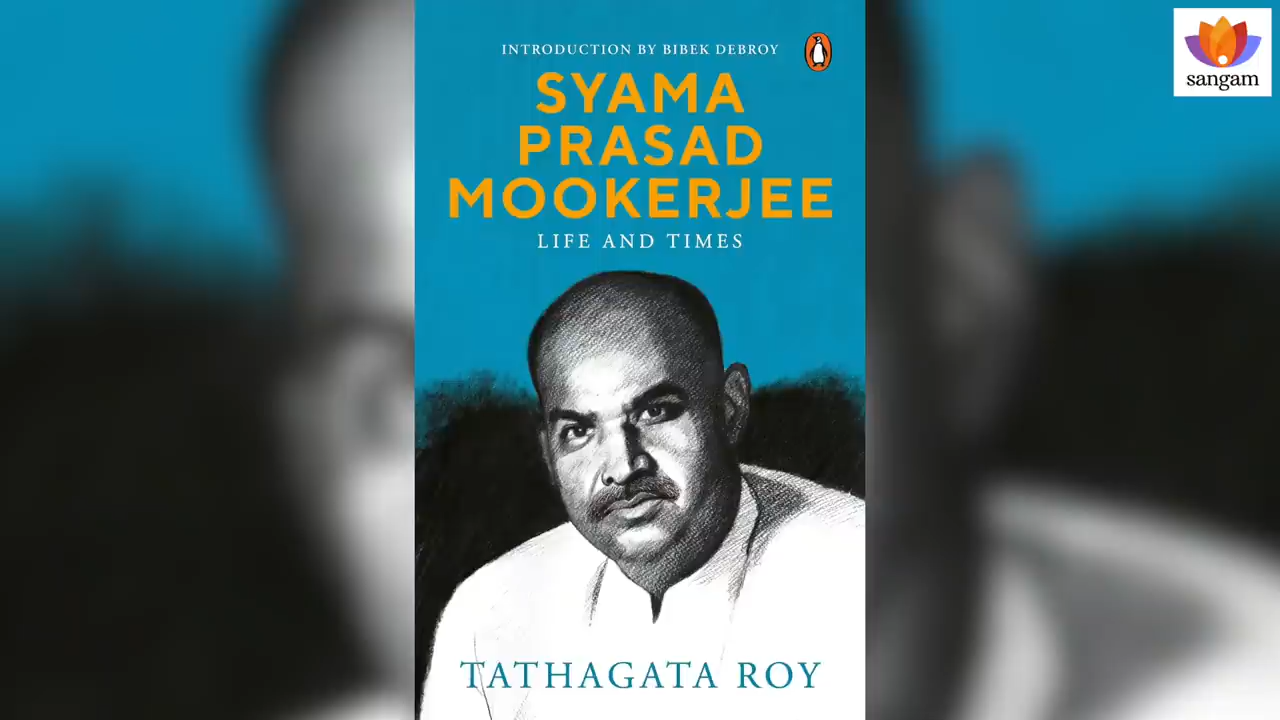 INTRODUCTION BY BIBEK DEBROY
SYAMA
PRASAD
MOOKERJEE
LIFE AND TIMES
TATHAGATA ROY
sangam